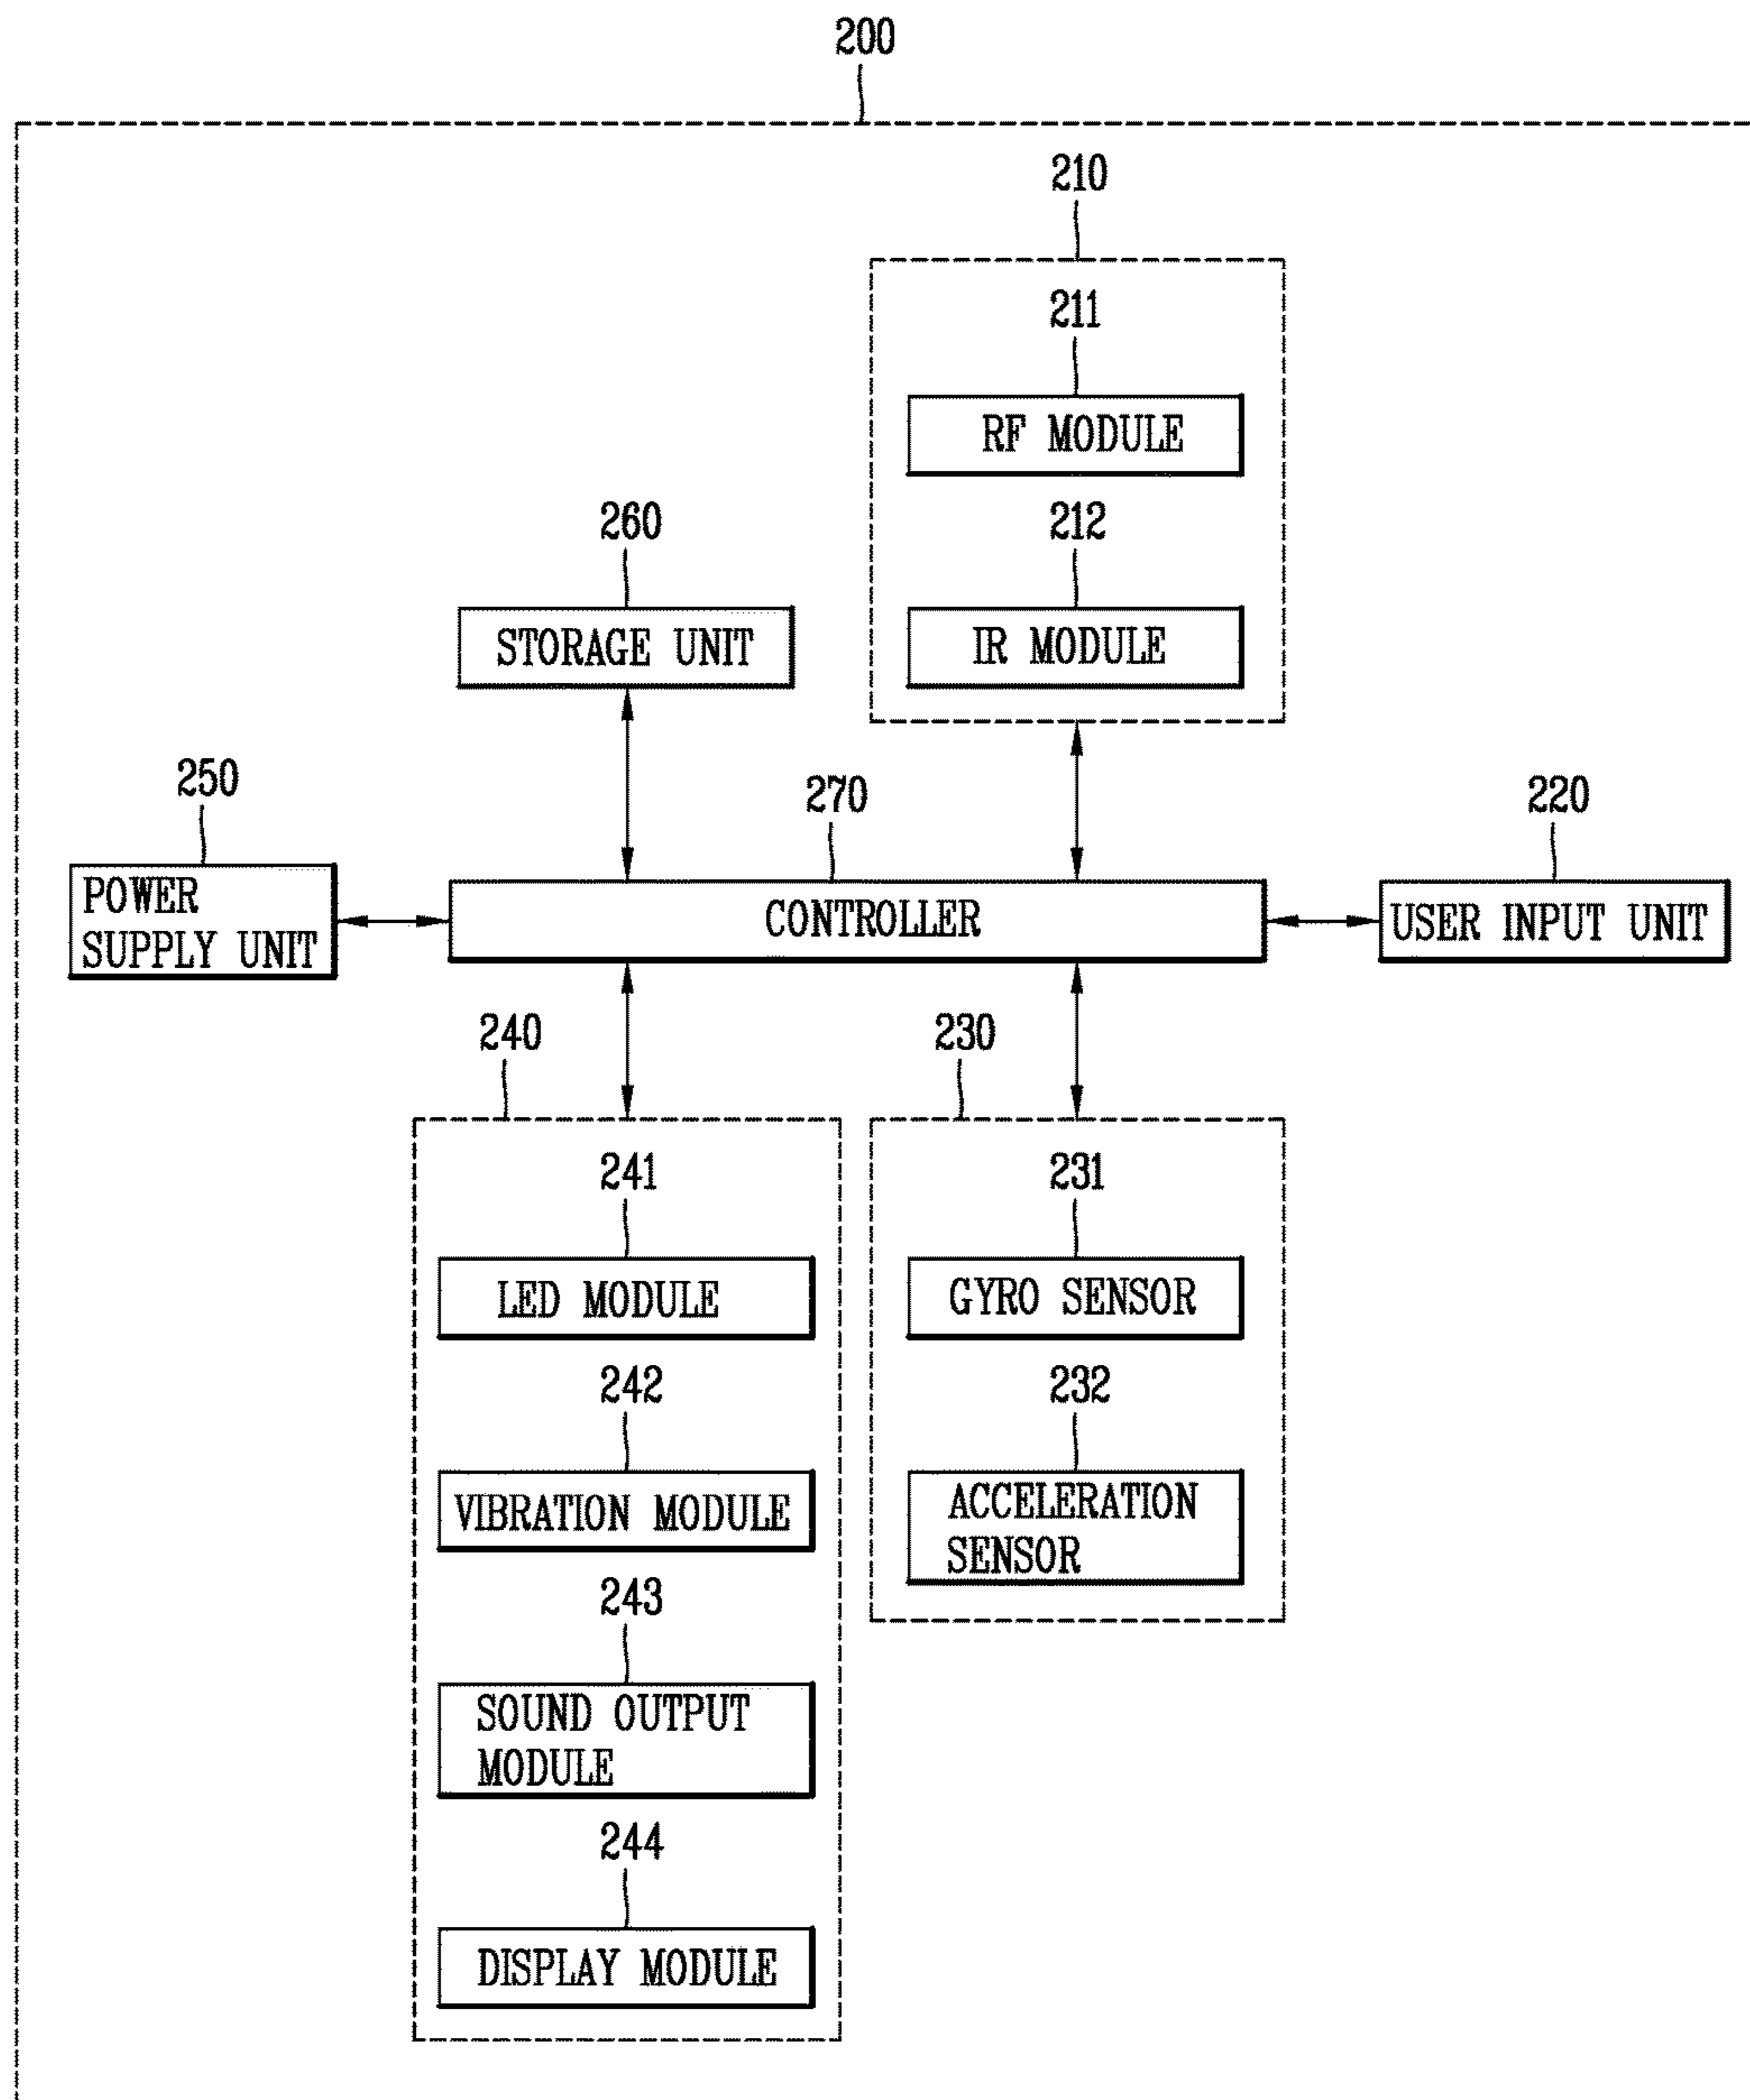 200
210
211
RF MODULE
260
212
STORAGE UNIT
IR MODULE
250
270
220
POWER
SUPPLY UNIT
CONTROLLER
USER INPUT UNIT
240
230
241
231
LED MODULE
GYRO SENSOR
242
232
VIBRATION MODULE
ACCELERATION
SENSOR
243
SOUND OUTPUT
MODULE
244
DISPLAY MODULE